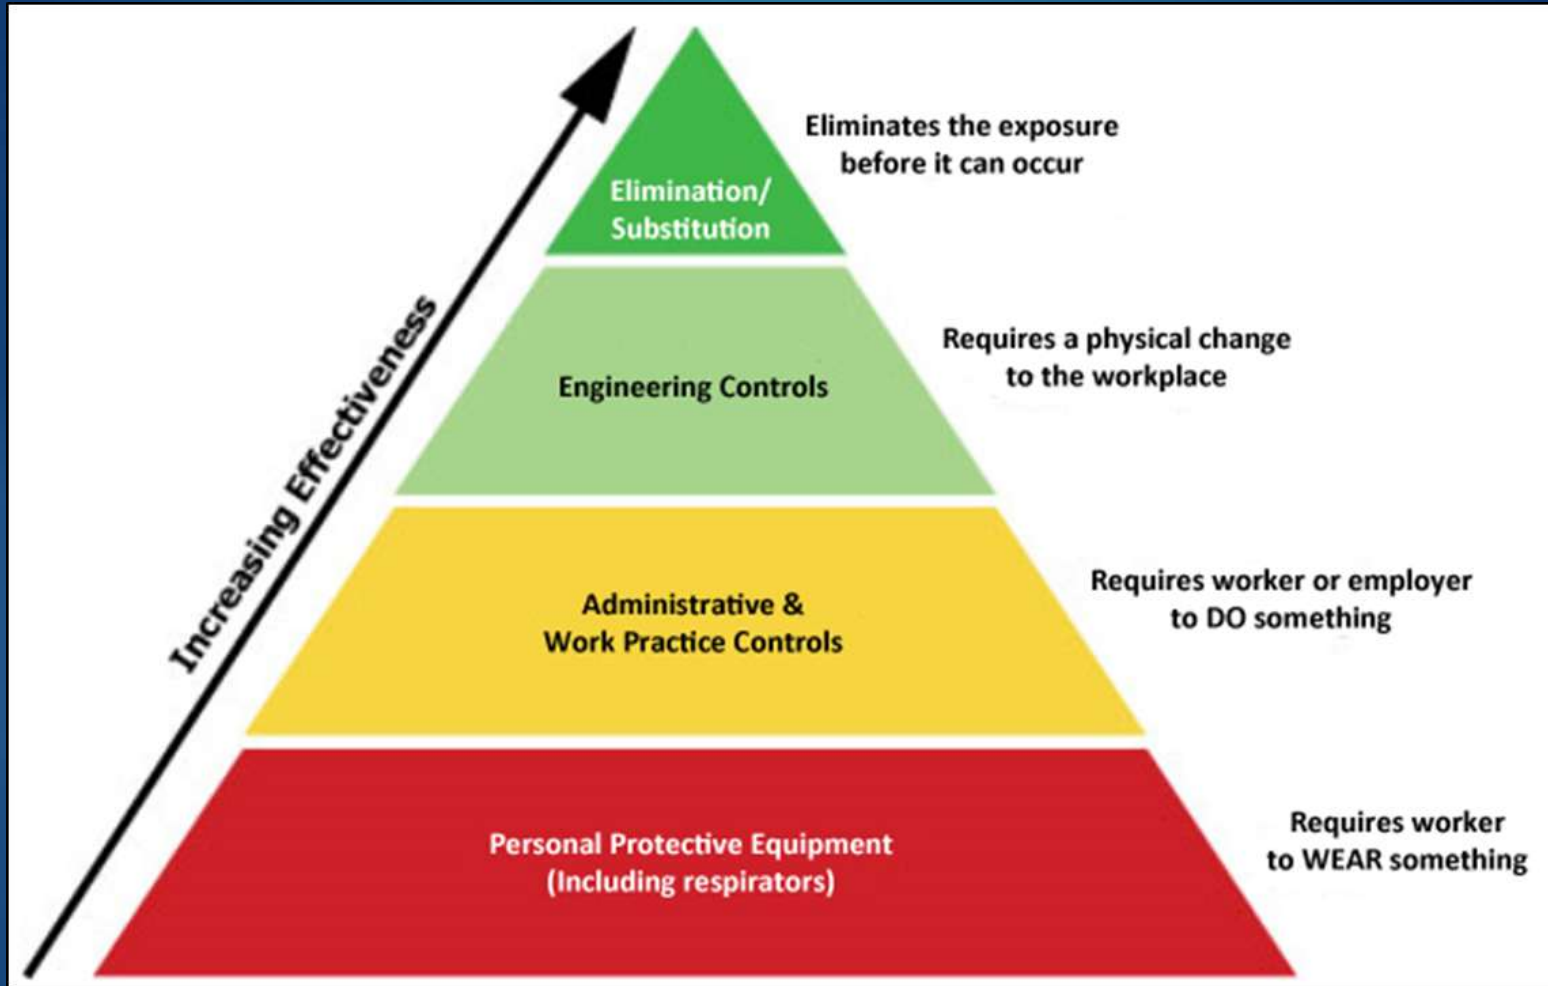 Eliminates the exposure
before it can occur
Elimination/
Substitution
Increasing Effectiveness
Requires a physical change
to the workplace
Engineering Controls
Requires worker or employer
to DO something
Administrative &
Work Practice Controls
Requires worker
to WEAR something
Personal Protective Equipment
(Including respirators)